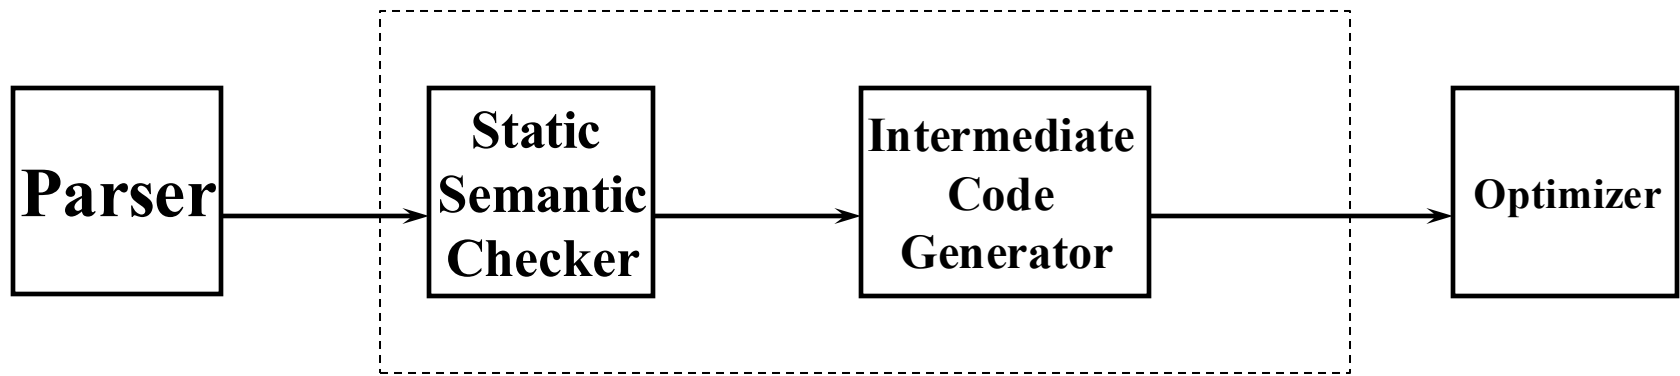 Parser
Static
Semantic
Checker
Intermediate
Code
Generator
Optimizer